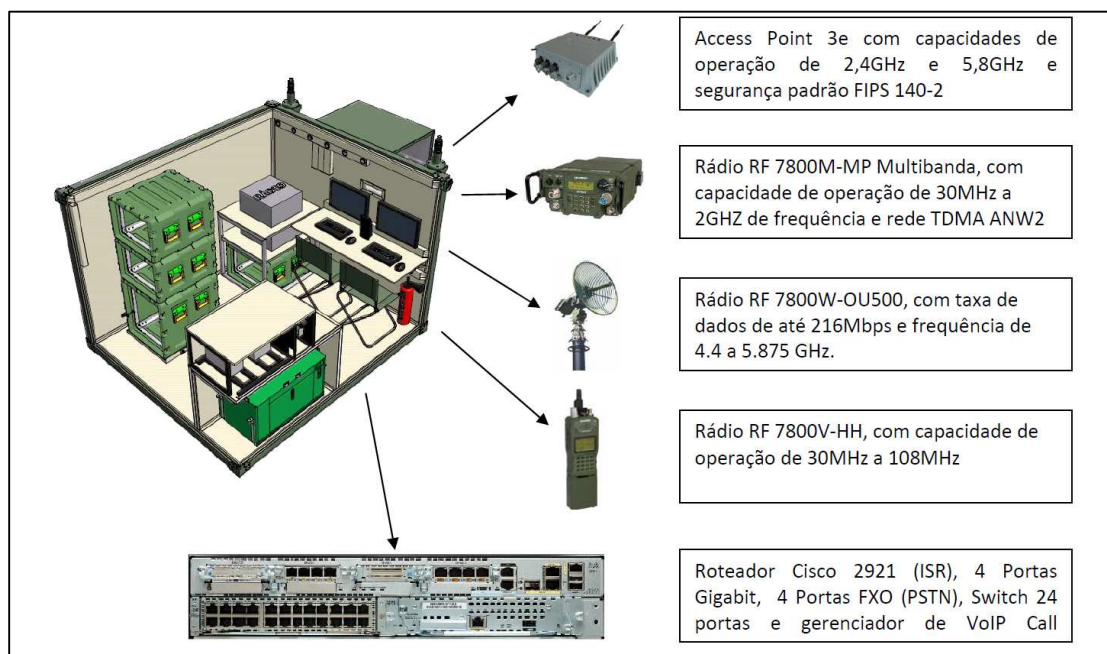 Access Point 3e com capacidades de
operação de 2,4GHz e 5,8GHz e
segurança padrão FIPS 140-2
Rádio RF 7800M-MP Multibanda, com
capacidade de operação de 30MHz a
2GHZ de frequência e rede TDMA ANW2
Rádio RF 7800W-OU500, com taxa de
dados de até 216Mbps e frequência de
4.4 a 5.875 GHz.
Rádio RF 7800V-HH, com capacidade de
operação de 30MHz a 108MHz
Roteador Cisco 2921 (ISR), 4 Portas
Gigabit, 4 Portas FXO (PSTN), Switch 24
portas e gerenciador de VoIP Call